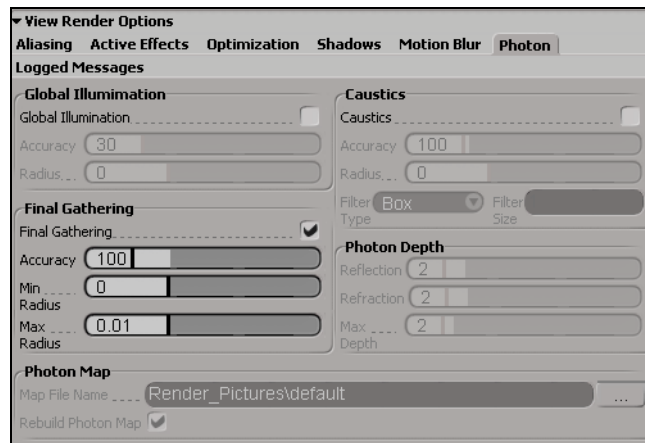 View Render Options
Aliasing Active Effects Optimization Shadows Motion Blur Photon
Logged Messages
Global Illumimation
Global Illumination
Accuracy 30
Radius 0
Caustics
Caustics
Accuracy 100
Radius 0
Filter Type Box Filter Size
Final Gathering
Final Gathering
Accuracy 100
Min Radius 0
Max Radius 0.01
Photon Depth
Reflection 2
Refraction 2
Max Depth 2
Photon Map
Map File Name Render_Pictures\default ...
Rebuild Photon Map